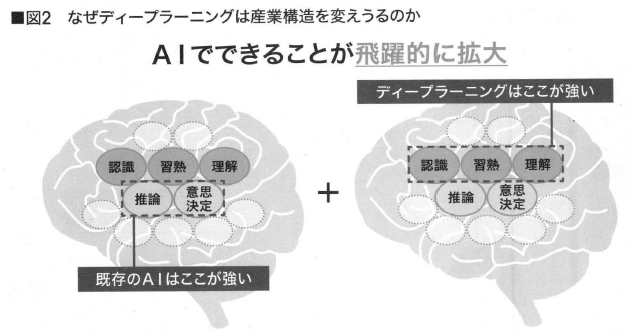 ■図2　なぜディープラーニングは産業構造を変えうるのか
AIでできることが飛躍的に拡大
ディープラーニングはここが強い
認識 習熟 理解
推論 意思決定
既存のAIはここが強い
+
認識 習熟 理解
推論 意思決定